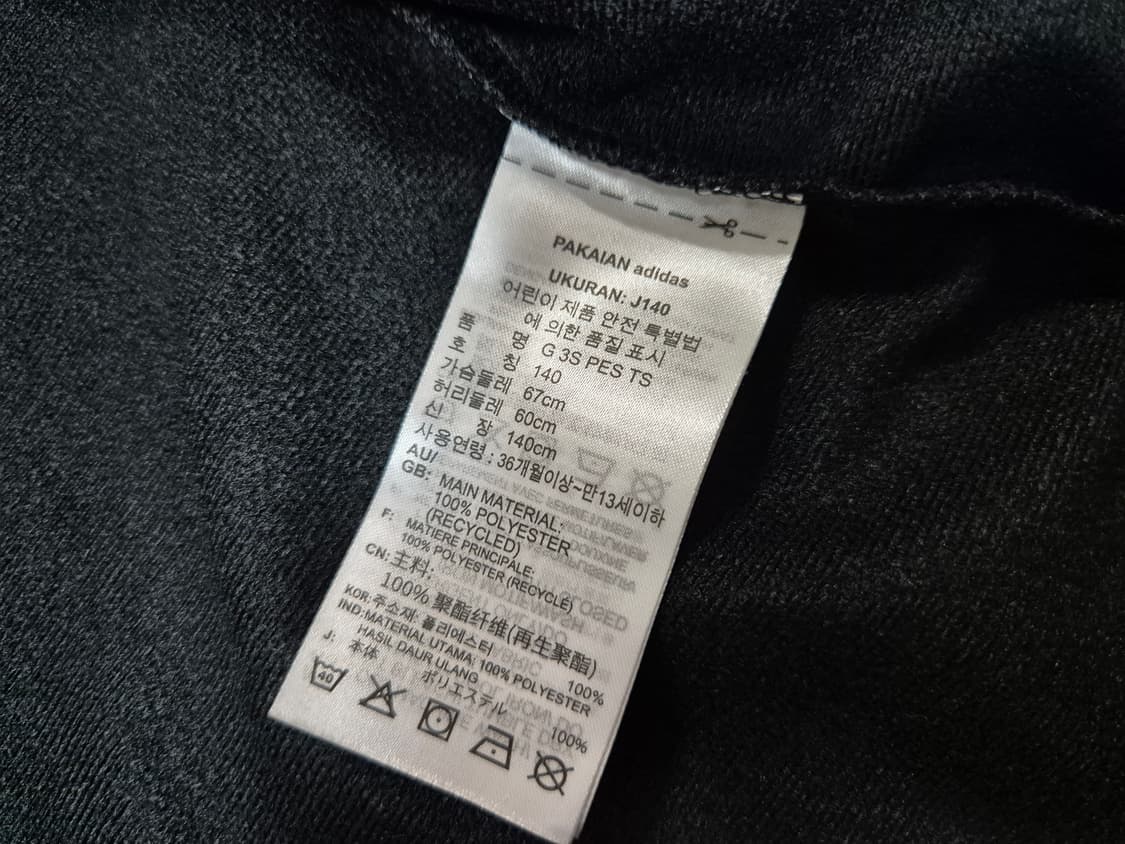 PAKAIAN adidas
UKURAN: J140
어린이 제품 안전 특별법
에 의한 품질 표시
품 명 G 3S PES TS
호 칭 140
가슴둘레 67cm
허리둘레 60cm
신 장 140cm
사용연령 : 36개월이상~만13세이하
AU/
GB: MAIN MATERIAL:
100% POLYESTER
(RECYCLED)
F: MATIERE PRINCIPALE:
100% POLYESTER (RECYCLÉ)
CN: 主料:
100% 聚酯纤维(再生聚酯)
KOR: 주소재: 폴리에스터 100%
IND: MATERIAL UTAMA: 100% POLYESTER
HASIL DAUR ULANG
J: 本体 ポリエステル 100%
40